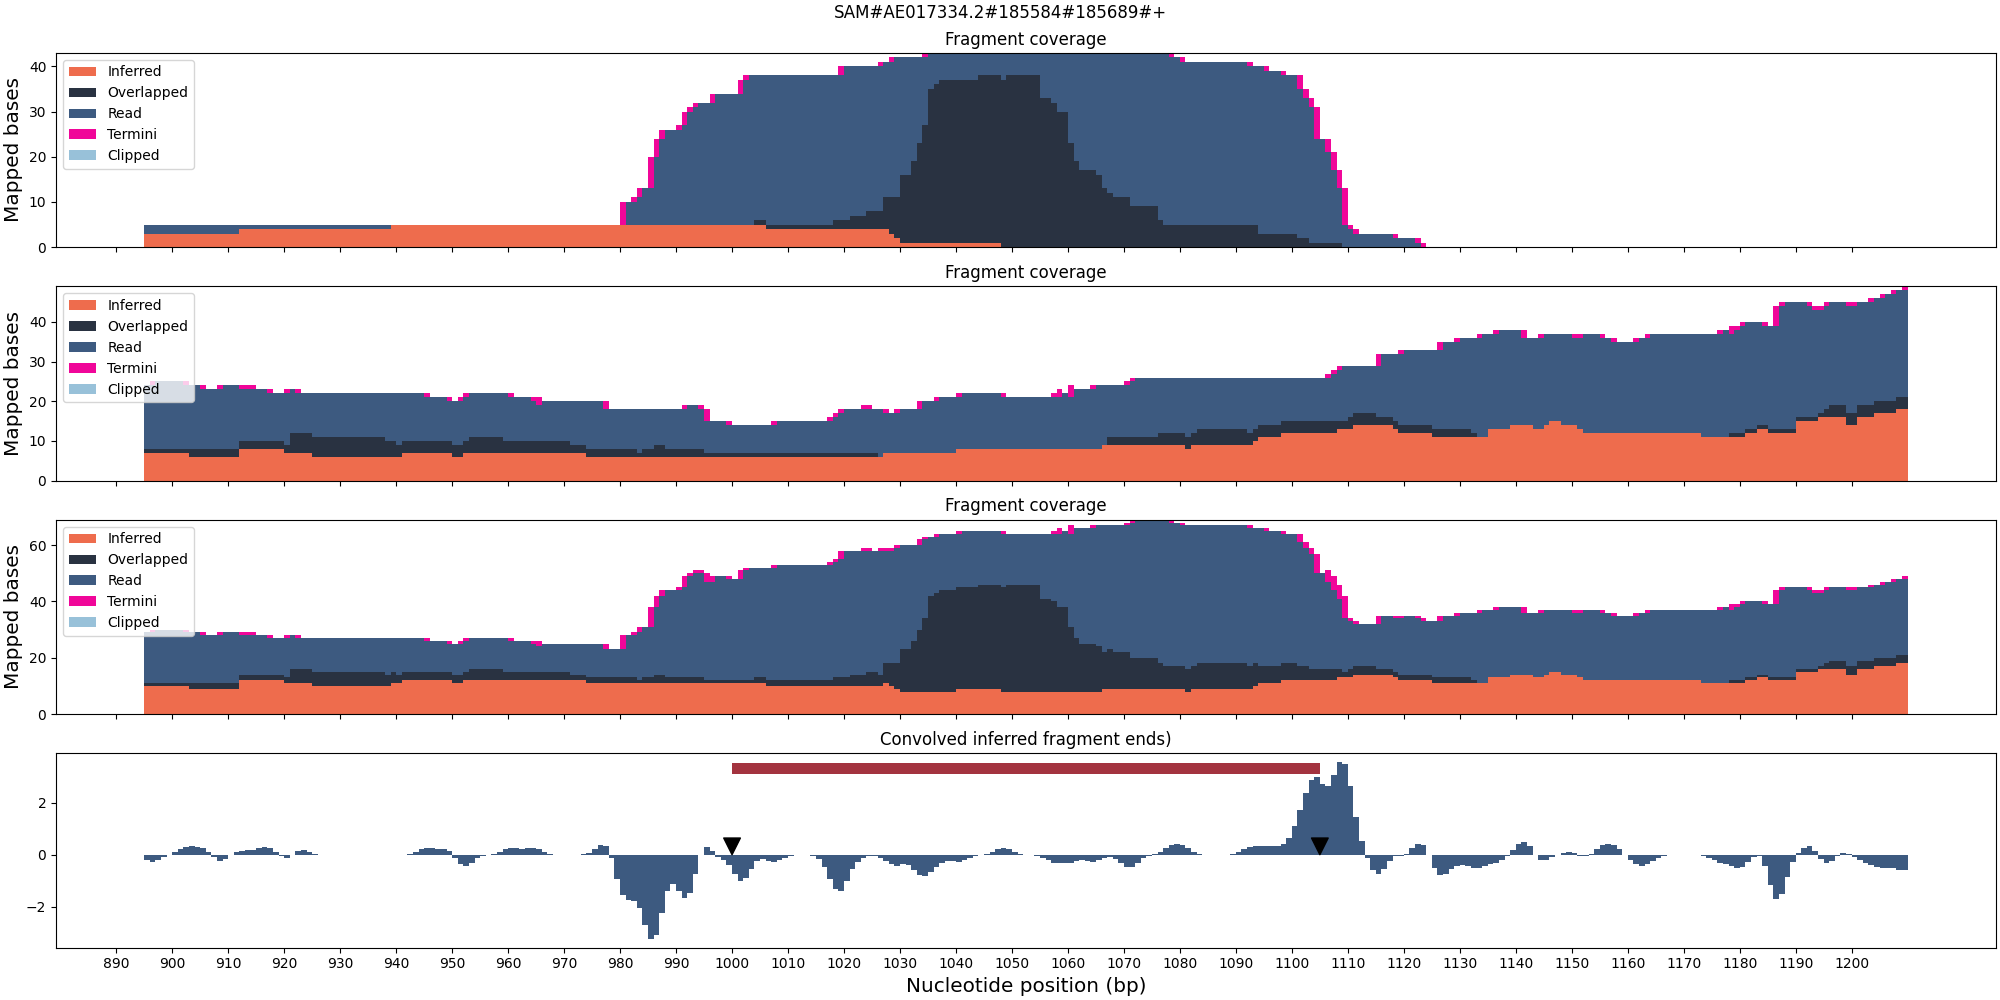 SAM#AE017334.2#185584#185689#+
Fragment coverage
Mapped bases
40
30
20
10
0
Inferred
Overlapped
Read
Termini
Clipped
Fragment coverage
Mapped bases
40
30
20
10
0
Inferred
Overlapped
Read
Termini
Clipped
Fragment coverage
Mapped bases
60
40
20
0
Inferred
Overlapped
Read
Termini
Clipped
Convolved inferred fragment ends)
2
0
−2
890 900 910 920 930 940 950 960 970 980 990 1000 1010 1020 1030 1040 1050 1060 1070 1080 1090 1100 1110 1120 1130 1140 1150 1160 1170 1180 1190 1200
Nucleotide position (bp)